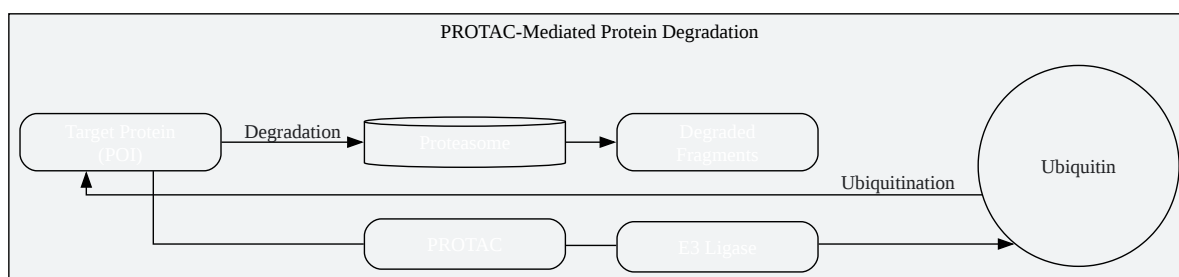 PROTAC-Mediated Protein Degradation
Target Protein
(POI)
Degradation
Proteasome
Degraded
Fragments
Ubiquitin
Ubiquitination
PROTAC
E3 Ligase